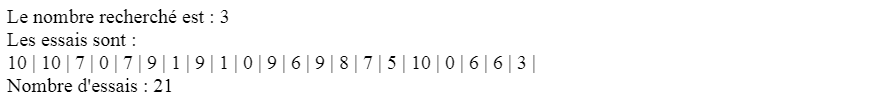 Le nombre recherché est : 3
Les essais sont :
10 | 10 | 7 | 0 | 7 | 9 | 1 | 9 | 1 | 0 | 9 | 6 | 9 | 8 | 7 | 5 | 10 | 0 | 6 | 6 | 3 |
Nombre d'essais : 21